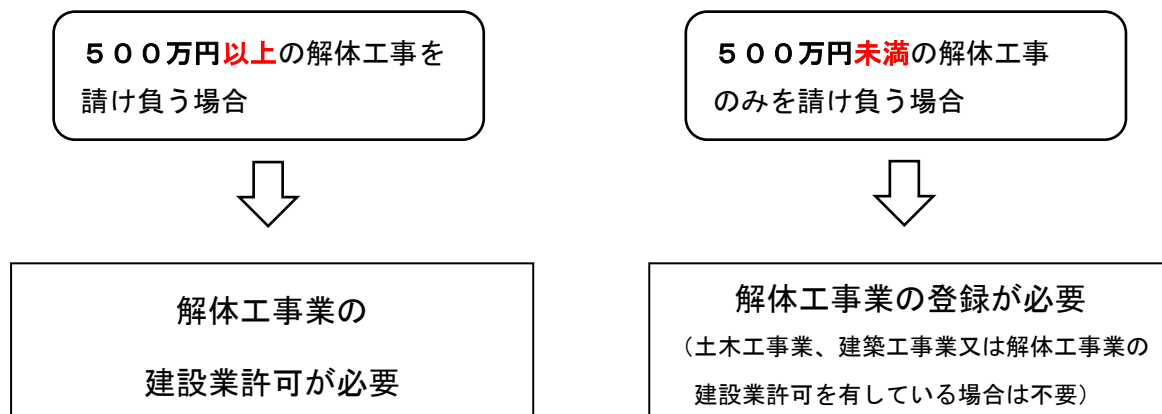 ５００万円以上の解体工事を
請け負う場合
５００万円未満の解体工事
のみを請け負う場合
解体工事業の
建設業許可が必要
解体工事業の登録が必要
（土木工事業、建築工事業又は解体工事業の
建設業許可を有している場合は不要）